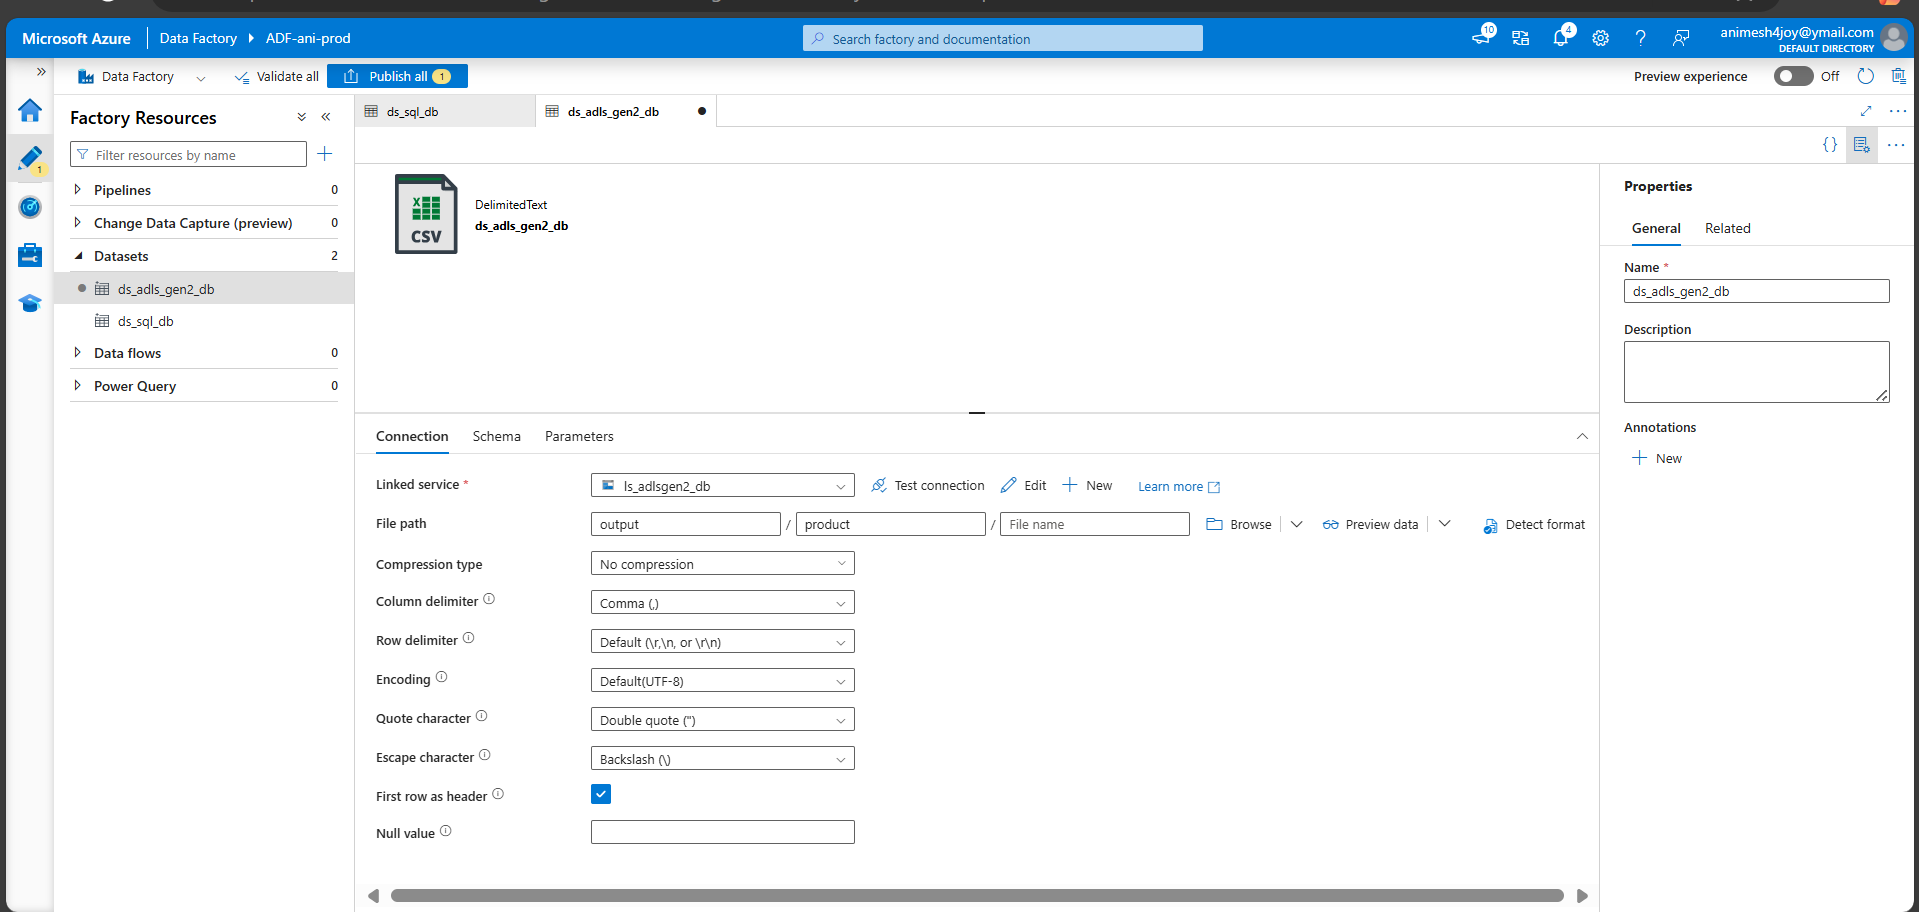 Microsoft Azure Data Factory ADF-ani-prod Search factory and documentation 10 4 animesh4joy@ymail.com
DEFAULT DIRECTORY
Data Factory Validate all Publish all 1 Preview experience Off
Factory Resources
ds_sql_db ds_adls_gen2_db
Filter resources by name
1
{}
Pipelines 0
Change Data Capture (preview) 0
Datasets 2
ds_adls_gen2_db
ds_sql_db
Data flows 0
Power Query 0
X
CSV
DelimitedText
ds_adls_gen2_db
Connection Schema Parameters
Linked service * ls_adlsgen2_db Test connection Edit New Learn more
File path output / product / File name Browse Preview data Detect format
Compression type No compression
Column delimiter Comma (,)
Row delimiter Default (\r,\n, or \r\n)
Encoding Default(UTF-8)
Quote character Double quote (")
Escape character Backslash (\)
First row as header
Null value
Properties
General Related
Name *
ds_adls_gen2_db
Description
Annotations
New